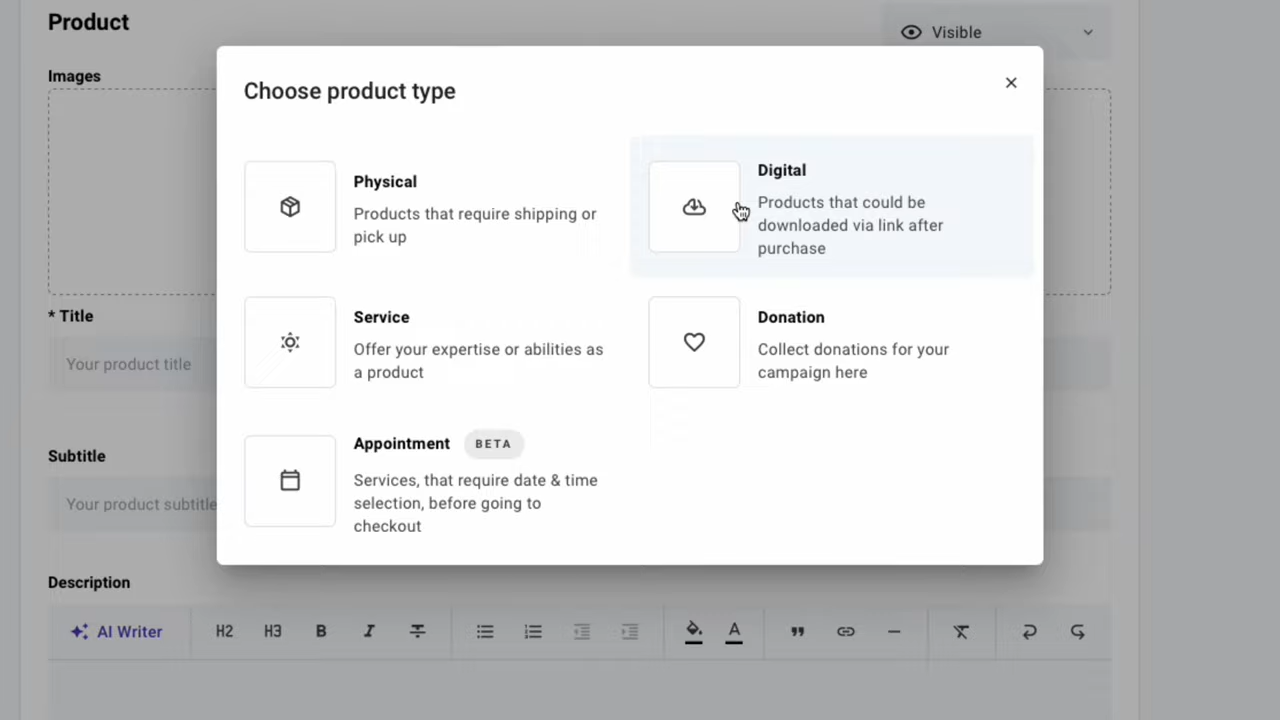 Product
Visible
Images
Choose product type
Physical
Products that require shipping or
pick up
Digital
Products that could be
downloaded via link after
purchase
Service
Offer your expertise or abilities as
a product
Donation
Collect donations for your
campaign here
Appointment BETA
Services, that require date & time
selection, before going to
checkout
* Title
Your product title
Subtitle
Your product subtitle
Description
AI Writer H2 H3 B I T A